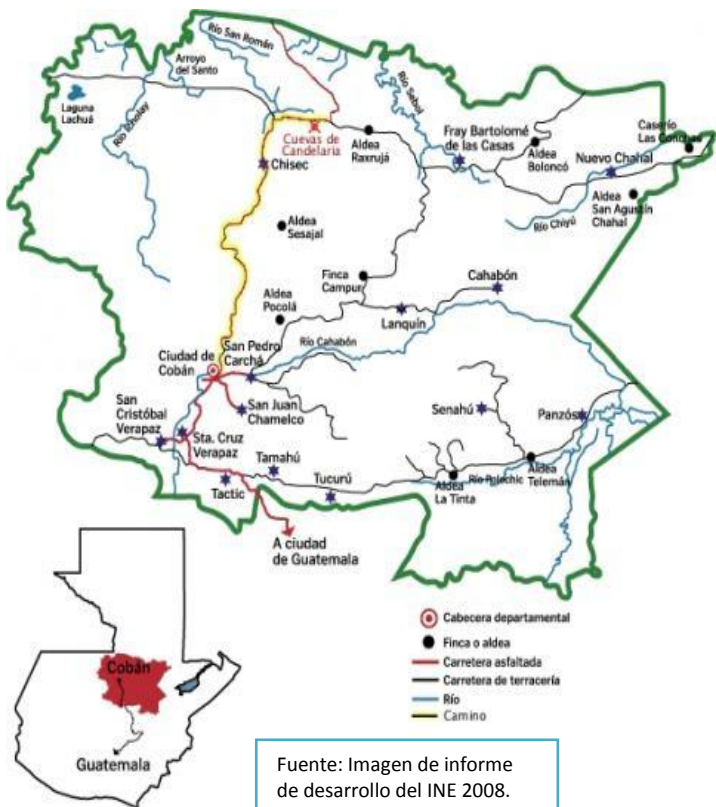 Río San Román
Arroyo
del Santo
Laguna
Lachuá
Río Icbolay
Río Sebol
Cuevas de
Candelaria
Aldea
Raxrujá
Fray Bartolomé
de las Casas
Aldea
Boloncó
Caserío
Las Conchas
Nuevo Chahal
Chisec
Aldea
San Agustín
Chahal
Río Chiyú
Aldea
Sesajal
Finca
Campur
Cahabón
Aldea
Pocolá
Lanquín
Río Cahabón
San Pedro
Carchá
Ciudad de
Cobán
San
Cristóbal
Verapaz
San Juan
Chamelco
Senahú
Panzós
Sta. Cruz
Verapaz
Tamahú
Tactic
Tucurú
Aldea
La Tinta
Río Polochic
Aldea
Telemán
A ciudad
de Guatemala
Cobán
Guatemala
Cabecera departamental
Finca o aldea
Carretera asfaltada
Carretera de terracería
Río
Camino
Fuente: Imagen de informe
de desarrollo del INE 2008.